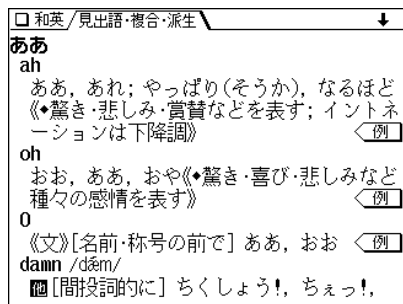 口 和英/見出語・複合・派生 ↓
ああ
ah
ああ, あれ; やっぱり(そうか), なるほど
《◆驚き・悲しみ・賞賛などを表す; イントネ
ーションは下降調》 例
oh
おお, ああ, おや《◆驚き・喜び・悲しみなど
種々の感情を表す》 例
O
《文》[名前・称号の前で] ああ, おお 例
damn /dǽm/
他[間投詞的に] ちくしょう!, ちぇっ!,